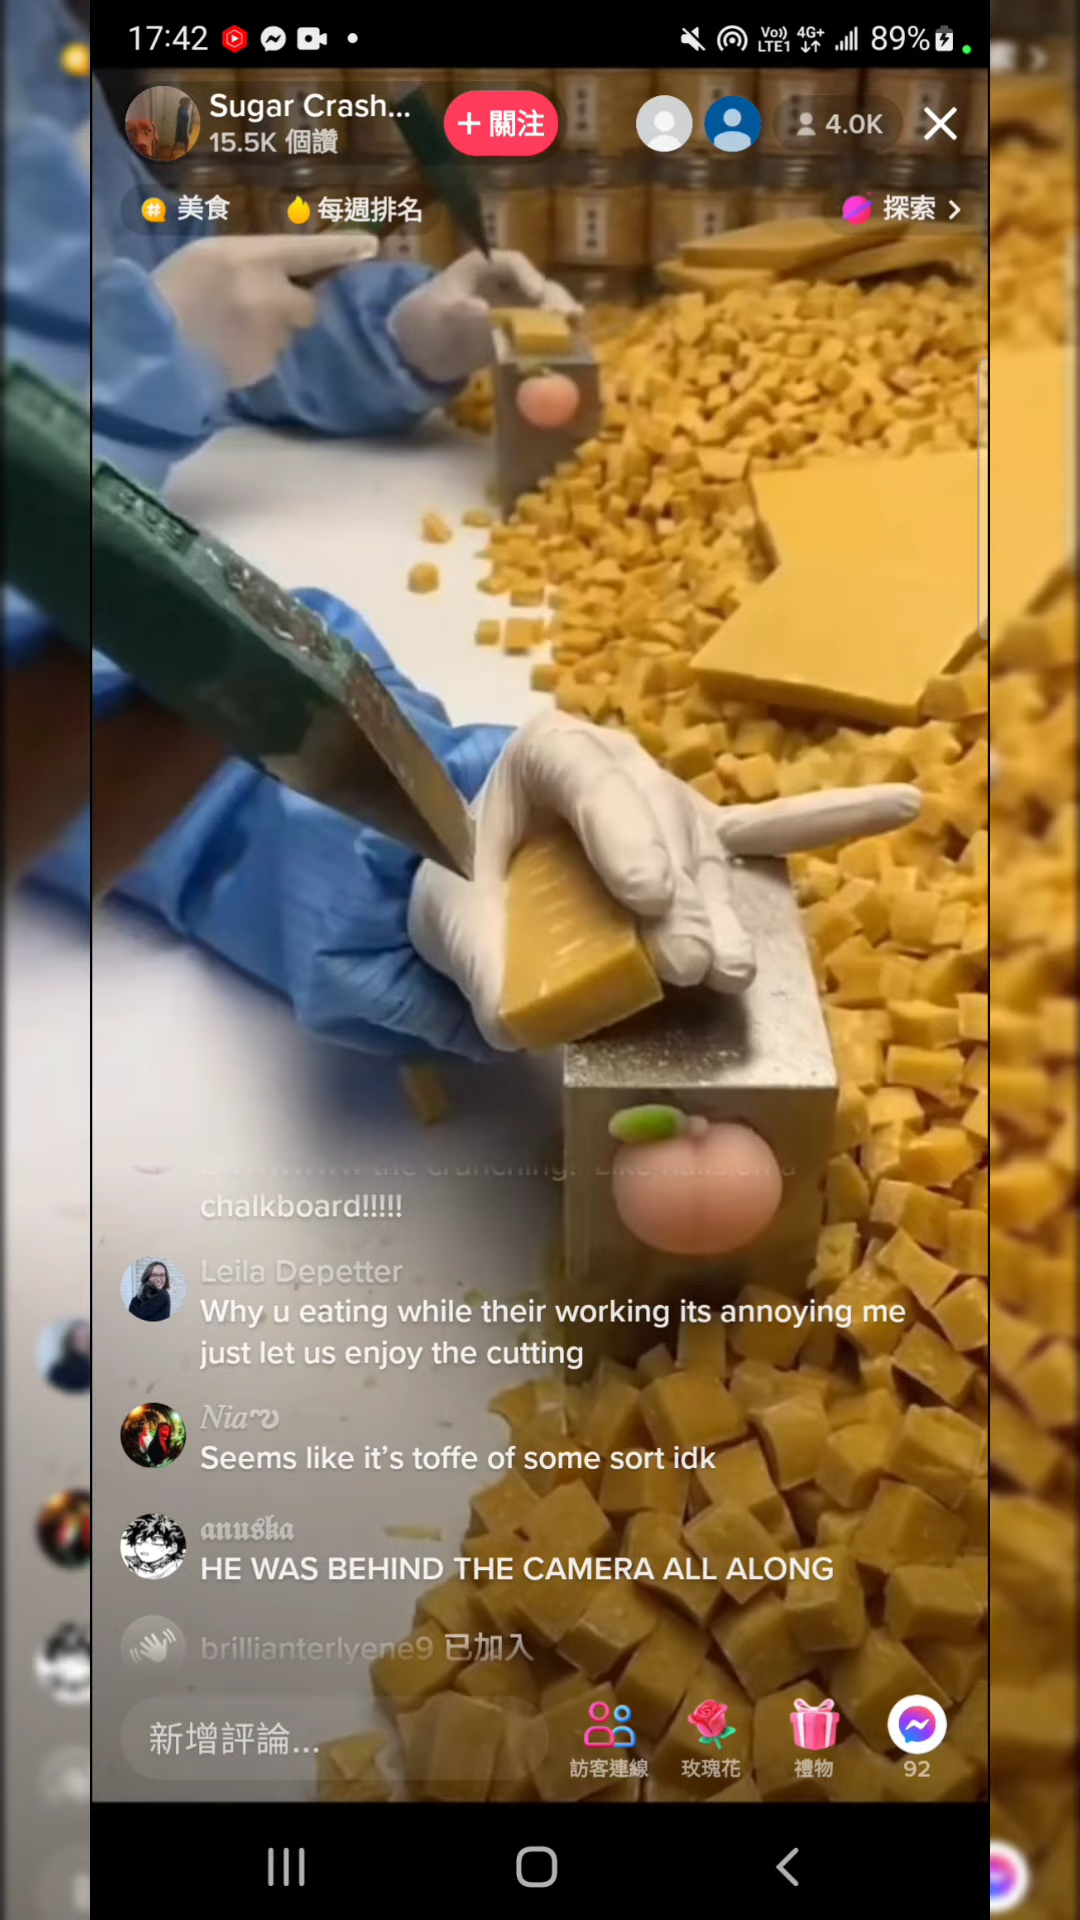 17:42
Vo)) LTE1 4G+ 89%
Sugar Crash...
15.5K 個讚
+ 關注
4.0K
美食
每週排名
探索
chalkboard!!!!!
Leila Depetter
Why u eating while their working its annoying me
just let us enjoy the cutting
Nia
Seems like it's toffe of some sort idk
anuska
HE WAS BEHIND THE CAMERA ALL ALONG
brillianterlyene9 已加入
新增評論...
訪客連線
玫瑰花
禮物
92